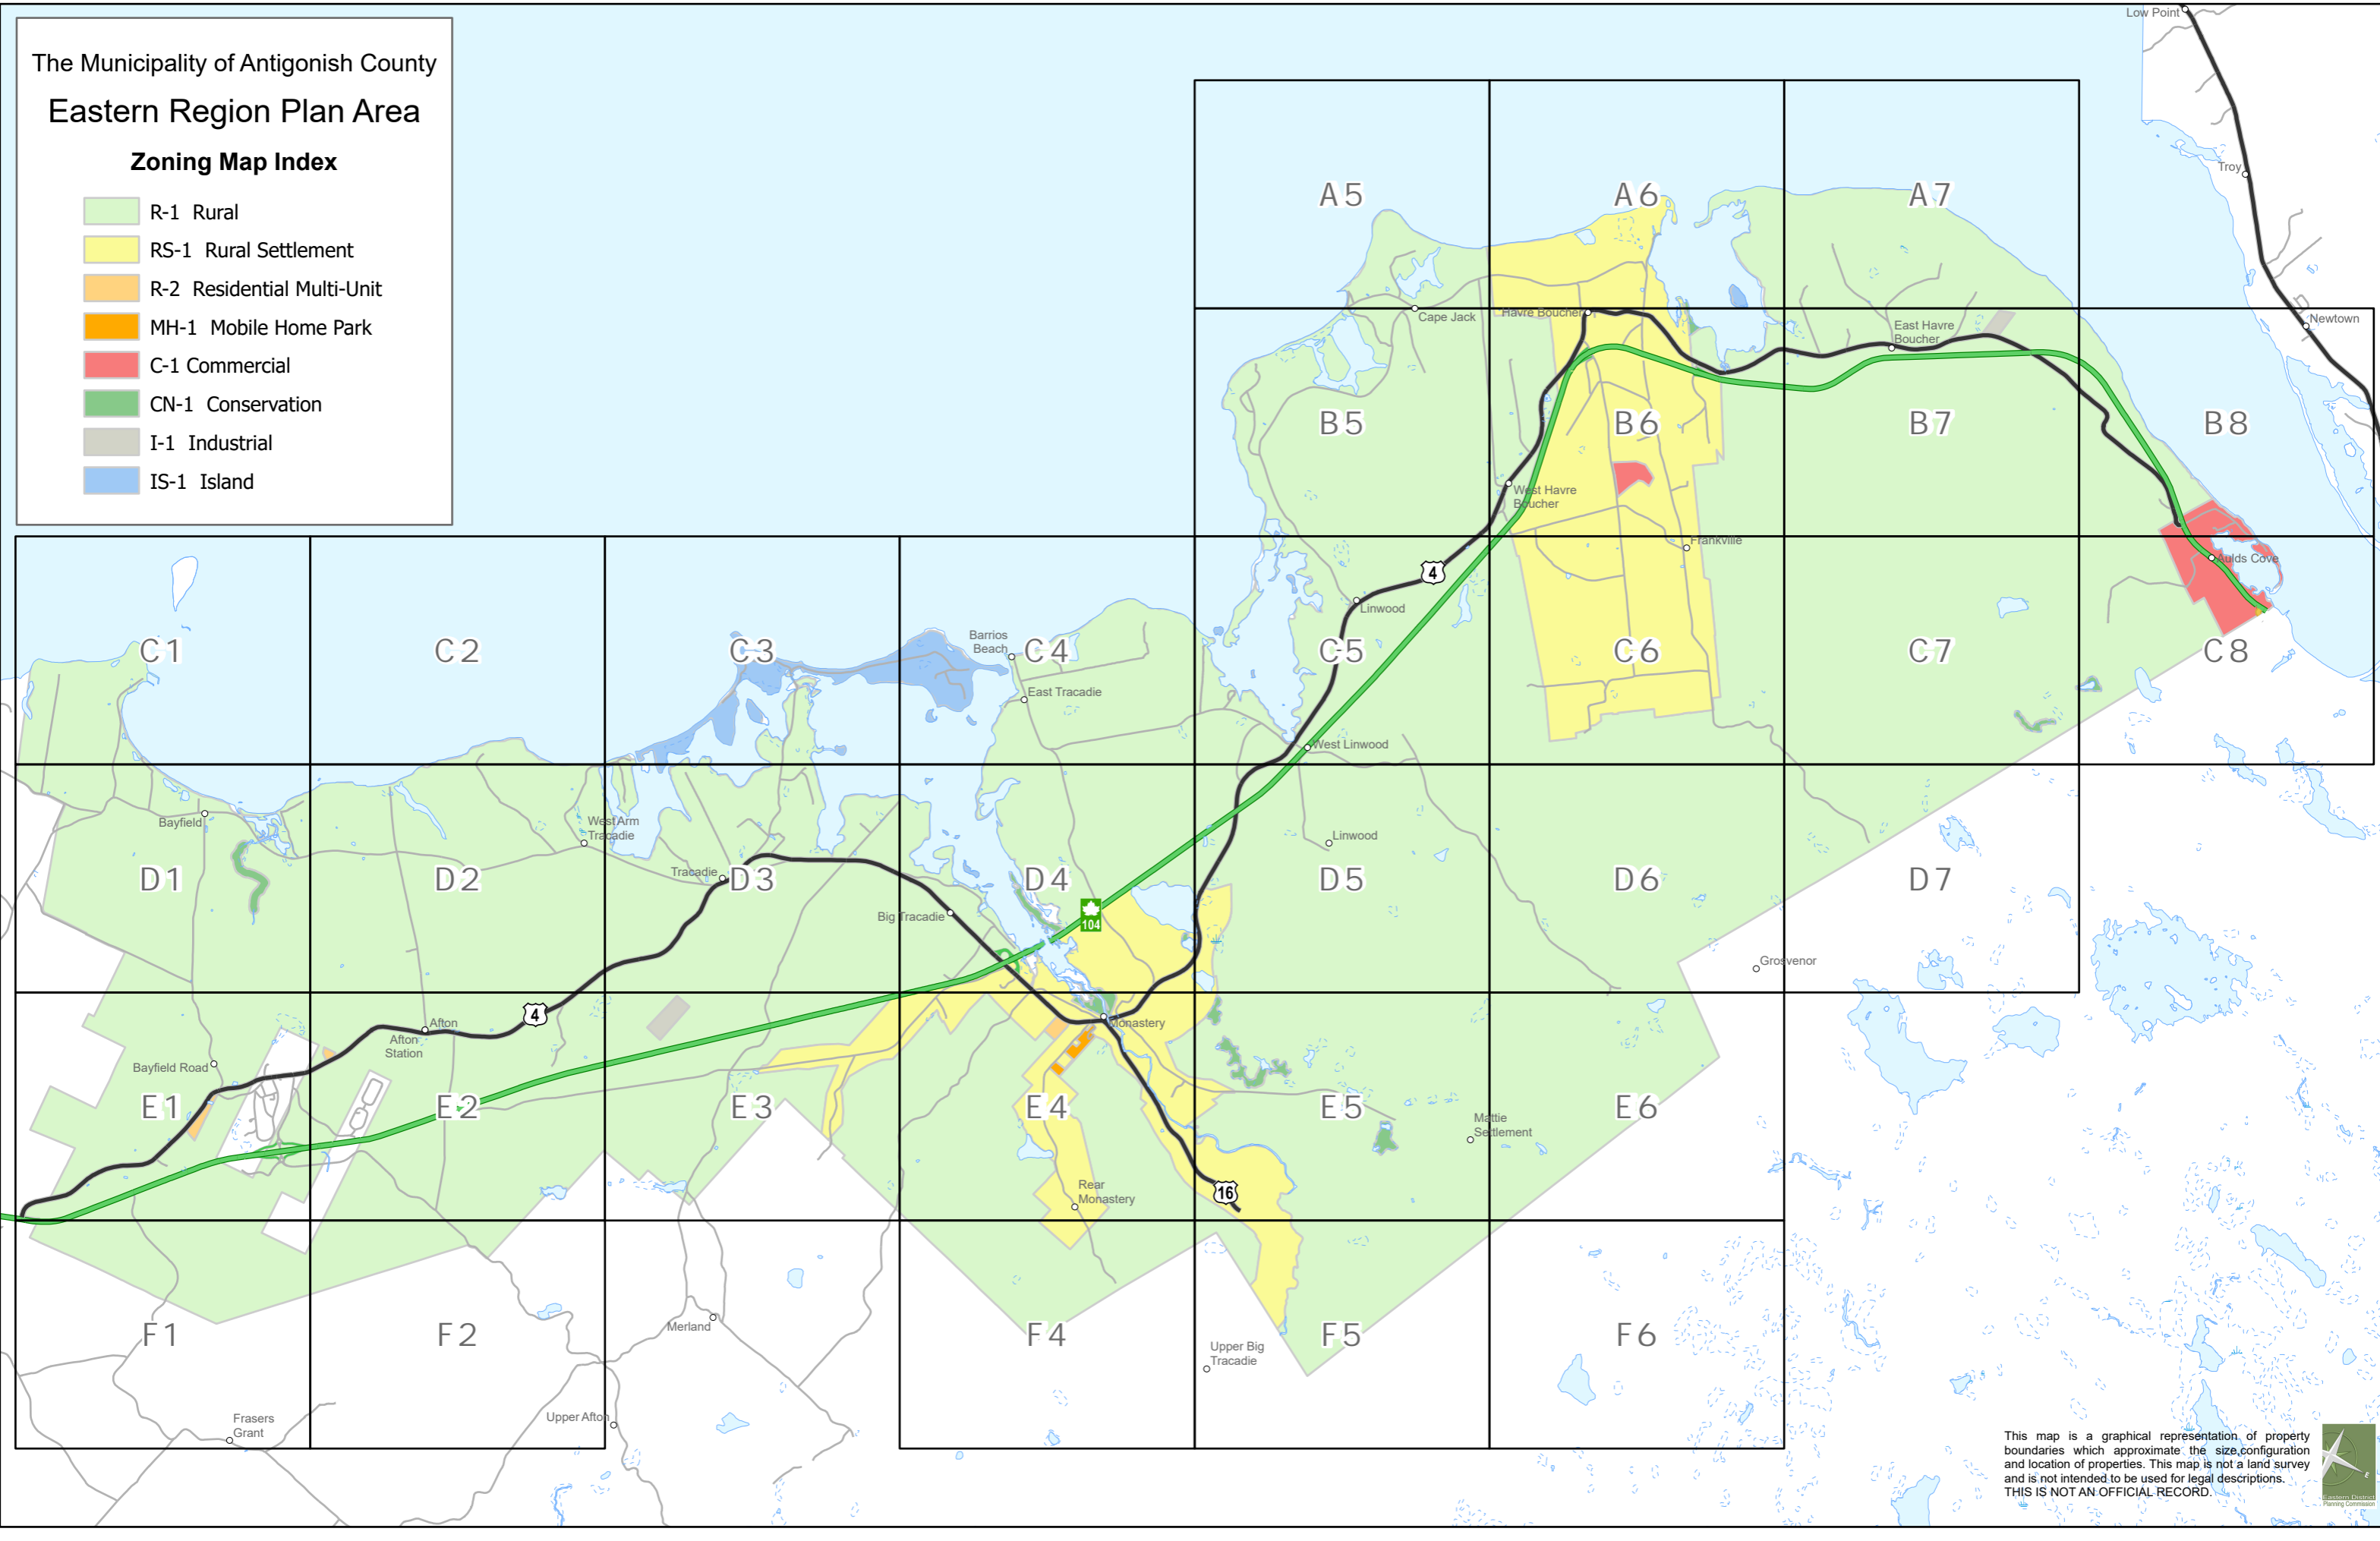 The Municipality of Antigonish County
Eastern Region Plan Area
Zoning Map Index
R-1 Rural
RS-1 Rural Settlement
R-2 Residential Multi-Unit
MH-1 Mobile Home Park
C-1 Commercial
CN-1 Conservation
I-1 Industrial
IS-1 Island
Low Point
Troy
Newtown
A5
A6
A7
Cape Jack
Havre Boucher
East Havre
Boucher
B5
B6
B7
B8
West Havre
Boucher
Frankville
Aulds Cove
4
Linwood
C1
C2
C3
Barrios
Beach
C4
C5
C6
C7
C8
East Tracadie
West Linwood
Bayfield
West Arm
Tracadie
Linwood
Tracadie
D1
D2
D3
D4
D5
D6
D7
Big Tracadie
104
Grosvenor
4
Afton
Afton
Station
Monastery
Bayfield Road
E1
E2
E3
E4
E5
E6
Mattie
Settlement
Rear
Monastery
16
F1
F2
Merland
F4
F5
F6
Upper Big
Tracadie
Frasers
Grant
Upper Afton
This map is a graphical representation of property
boundaries which approximate the size,configuration
and location of properties. This map is not a land survey
and is not intended to be used for legal descriptions.
THIS IS NOT AN OFFICIAL RECORD.
E
Eastern District
Planning Commission